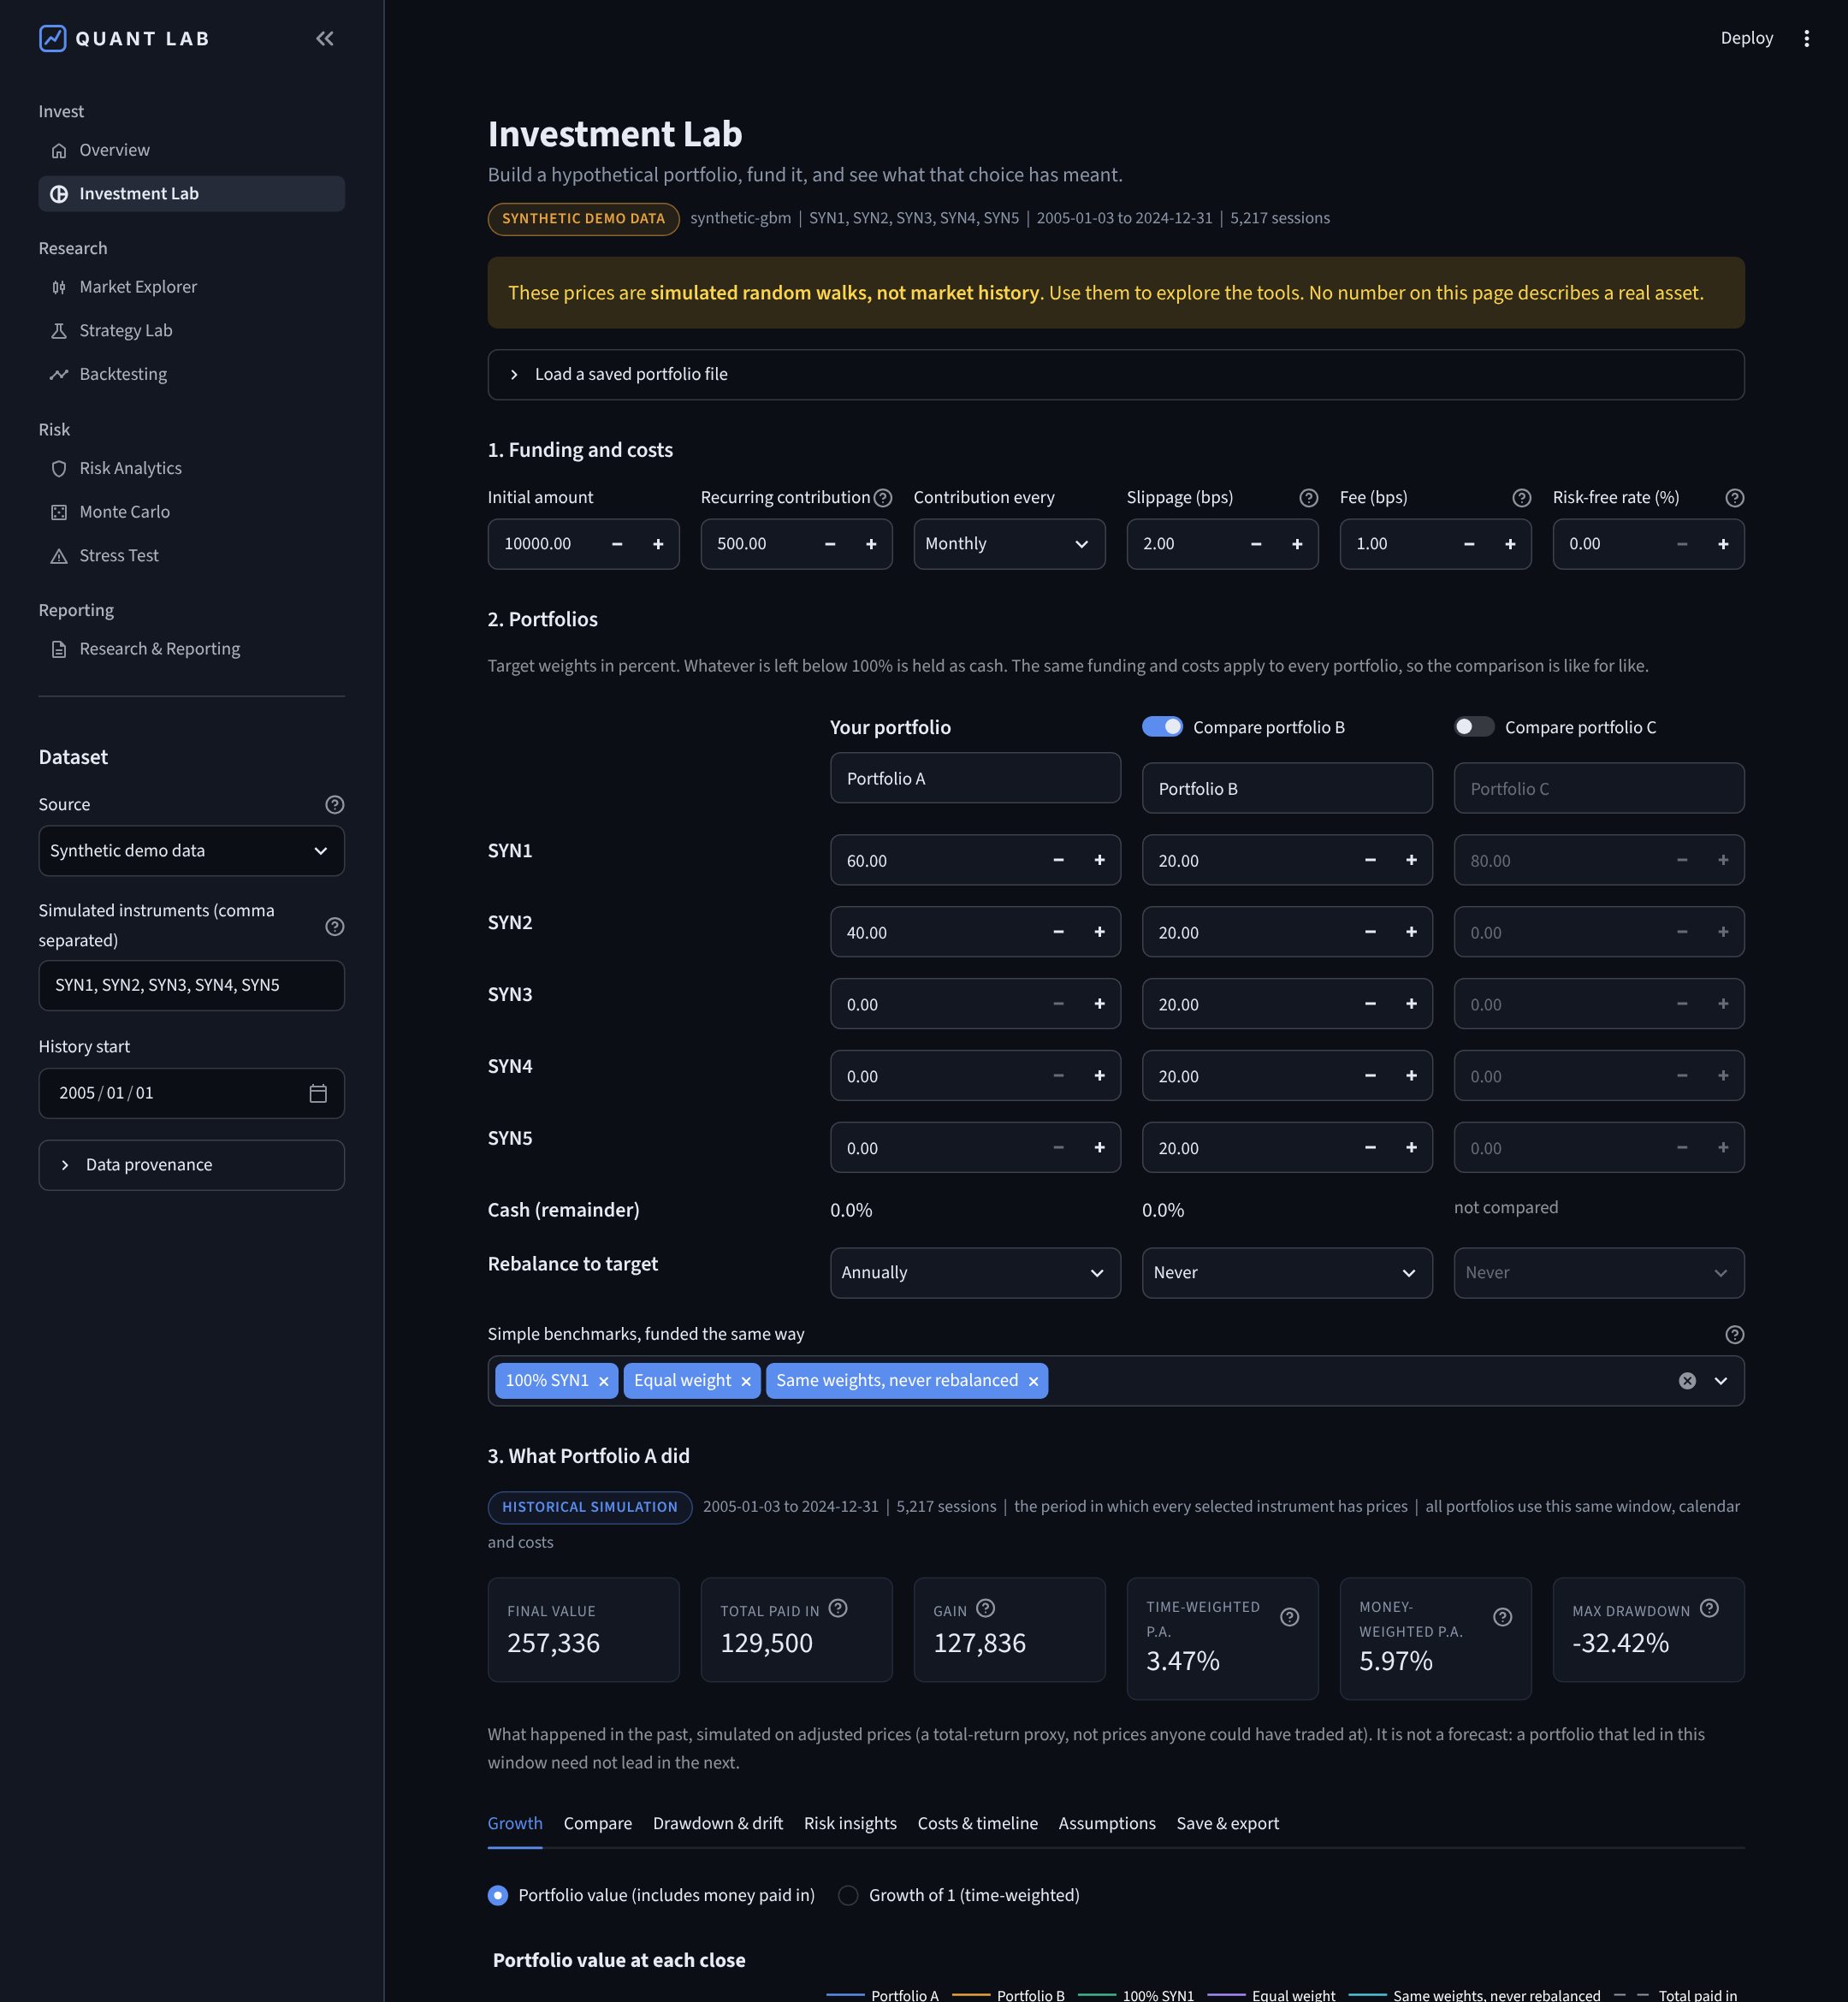 QUANT LAB
Deploy
Invest
Overview
Investment Lab
Research
Market Explorer
Strategy Lab
Backtesting
Risk
Risk Analytics
Monte Carlo
Stress Test
Reporting
Research & Reporting
Dataset
Source
Synthetic demo data
Simulated instruments (comma
separated)
SYN1, SYN2, SYN3, SYN4, SYN5
History start
2005/01/01
Data provenance
Investment Lab
Build a hypothetical portfolio, fund it, and see what that choice has meant.
SYNTHETIC DEMO DATA synthetic-gbm | SYN1, SYN2, SYN3, SYN4, SYN5 | 2005-01-03 to 2024-12-31 | 5,217 sessions
These prices are simulated random walks, not market history. Use them to explore the tools. No number on this page describes a real asset.
Load a saved portfolio file
1. Funding and costs
Initial amount Recurring contribution Contribution every Slippage (bps) Fee (bps) Risk-free rate (%)
10000.00 500.00 Monthly 2.00 1.00 0.00
2. Portfolios
Target weights in percent. Whatever is left below 100% is held as cash. The same funding and costs apply to every portfolio, so the comparison is like for like.
Your portfolio Compare portfolio B Compare portfolio C
Portfolio A Portfolio B Portfolio C
SYN1 60.00 20.00 80.00
SYN2 40.00 20.00 0.00
SYN3 0.00 20.00 0.00
SYN4 0.00 20.00 0.00
SYN5 0.00 20.00 0.00
Cash (remainder) 0.0% 0.0% not compared
Rebalance to target Annually Never Never
Simple benchmarks, funded the same way
100% SYN1 Equal weight Same weights, never rebalanced
3. What Portfolio A did
HISTORICAL SIMULATION 2005-01-03 to 2024-12-31 | 5,217 sessions | the period in which every selected instrument has prices | all portfolios use this same window, calendar
and costs
FINAL VALUE
257,336
TOTAL PAID IN
129,500
GAIN
127,836
TIME-WEIGHTED
P.A.
3.47%
MONEY-
WEIGHTED P.A.
5.97%
MAX DRAWDOWN
-32.42%
What happened in the past, simulated on adjusted prices (a total-return proxy, not prices anyone could have traded at). It is not a forecast: a portfolio that led in this
window need not lead in the next.
Growth Compare Drawdown & drift Risk insights Costs & timeline Assumptions Save & export
Portfolio value (includes money paid in) Growth of 1 (time-weighted)
Portfolio value at each close
Portfolio A Portfolio B 100% SYN1 Equal weight Same weights, never rebalanced Total paid in